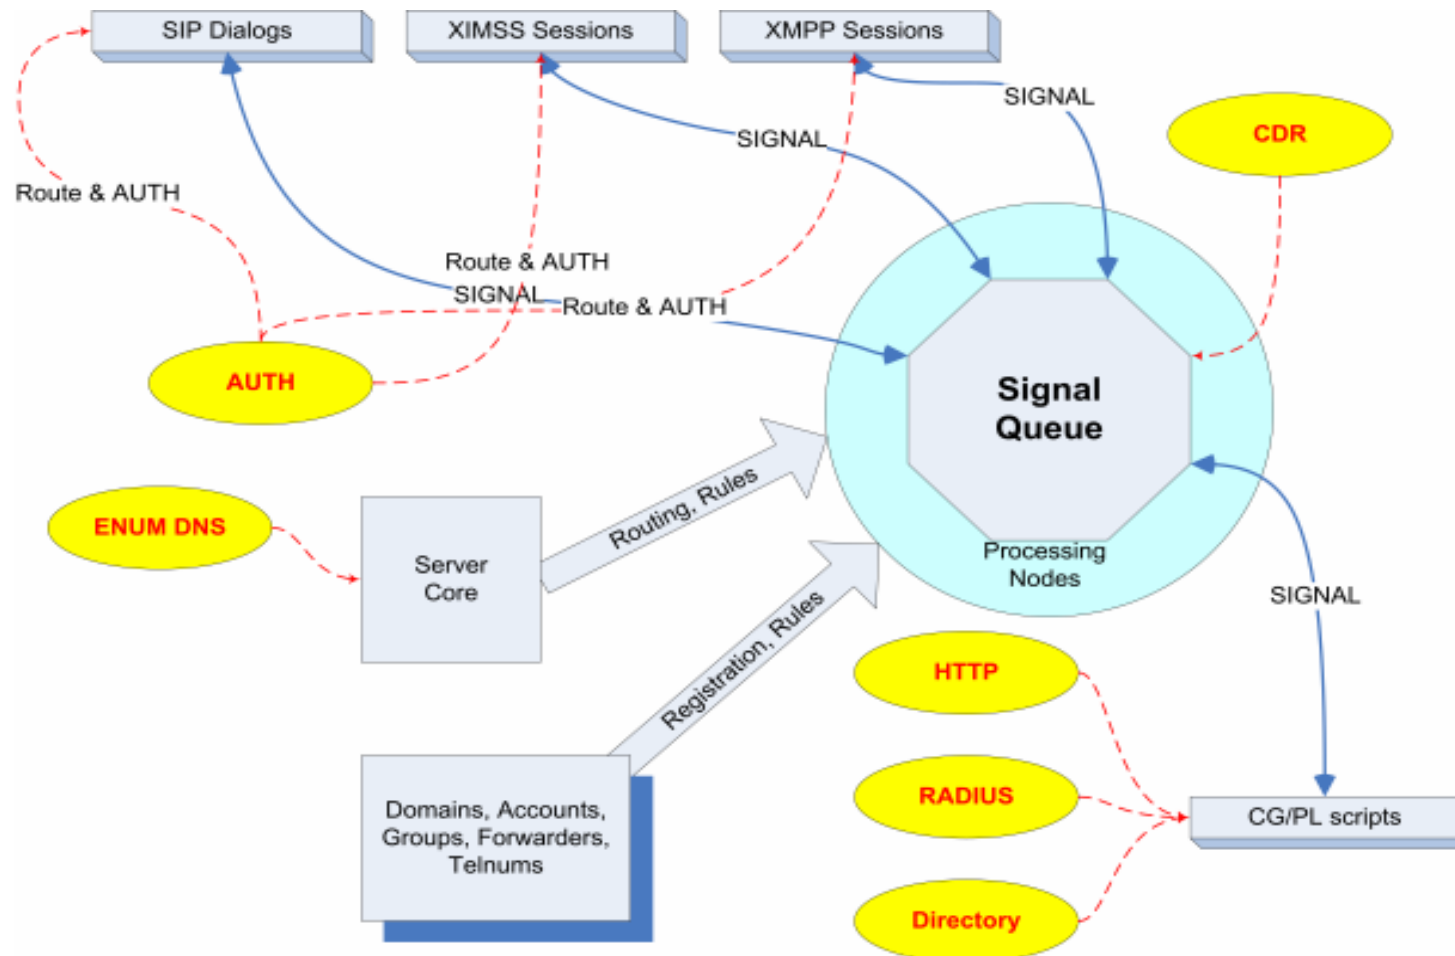 SIP Dialogs
XIMSS Sessions
XMPP Sessions
SIGNAL
SIGNAL
CDR
Route & AUTH
Route & AUTH
SIGNAL
Route & AUTH
AUTH
Signal
Queue
Routing, Rules
ENUM DNS
Server
Core
Processing
Nodes
SIGNAL
Registration, Rules
HTTP
RADIUS
CG/PL scripts
Domains, Accounts,
Groups, Forwarders,
Telnums
Directory